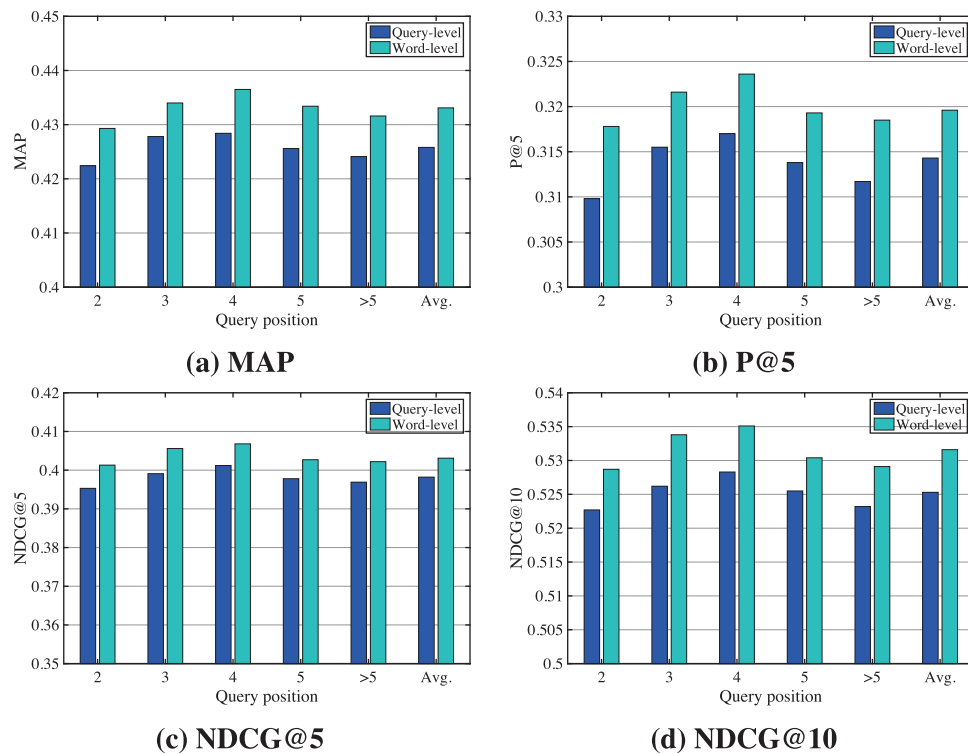 0.45
0.44
0.43
0.42
0.41
0.4
MAP
Query-level
Word-level
2 3 4 5 >5 Avg.
Query position
(a) MAP
0.33
0.325
0.32
0.315
0.31
0.305
0.3
P@5
Query-level
Word-level
2 3 4 5 >5 Avg.
Query position
(b) P@5
0.42
0.41
0.4
0.39
0.38
0.37
0.36
0.35
NDCG@5
Query-level
Word-level
2 3 4 5 >5 Avg.
Query position
(c) NDCG@5
0.54
0.535
0.53
0.525
0.52
0.515
0.51
0.505
0.5
NDCG@10
Query-level
Word-level
2 3 4 5 >5 Avg.
Query position
(d) NDCG@10